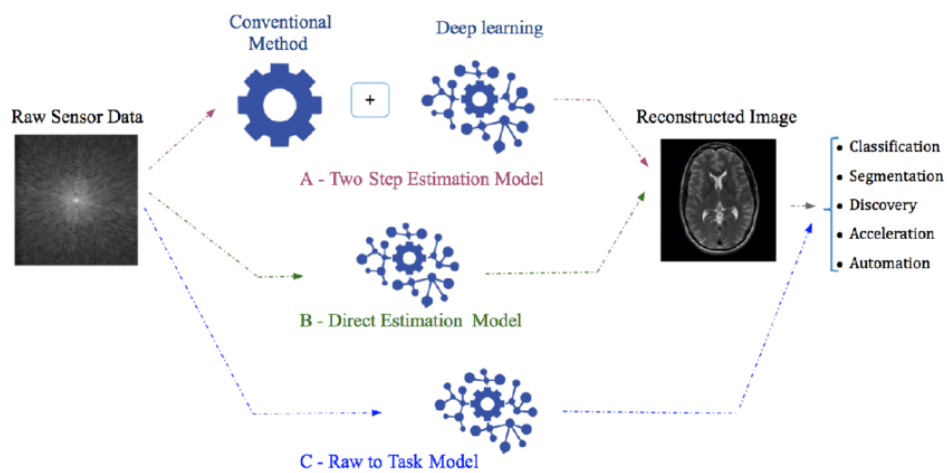 Conventional
Method
Deep learning
Raw Sensor Data
+
Reconstructed Image
A - Two Step Estimation Model
• Classification
• Segmentation
• Discovery
• Acceleration
• Automation
B - Direct Estimation Model
C - Raw to Task Model